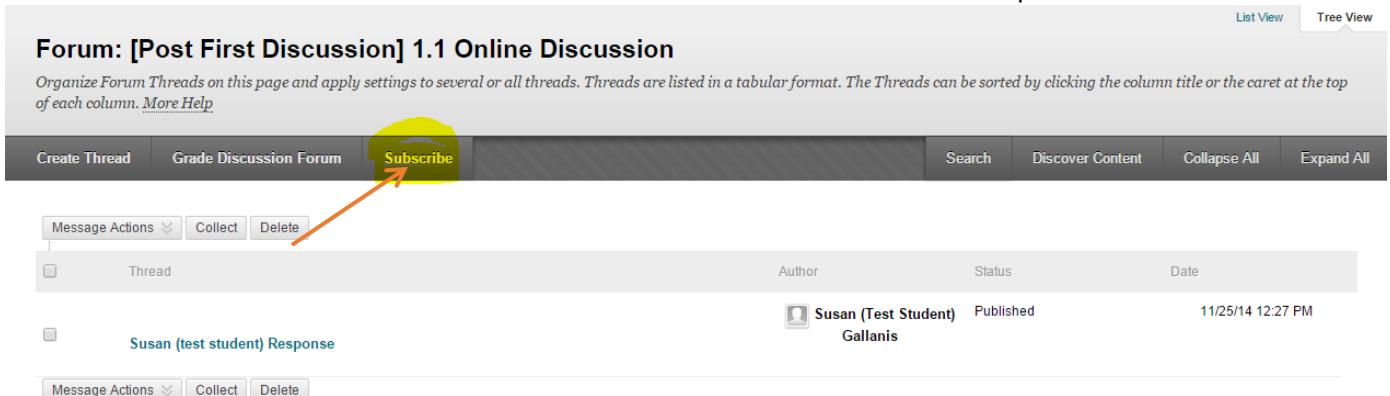 List View Tree View
Forum: [Post First Discussion] 1.1 Online Discussion
Organize Forum Threads on this page and apply settings to several or all threads. Threads are listed in a tabular format. The Threads can be sorted by clicking the column title or the caret at the top
of each column. More Help
Create Thread Grade Discussion Forum Subscribe Search Discover Content Collapse All Expand All
Message Actions Collect Delete
Thread Author Status Date
Susan (Test Student) Published 11/25/14 12:27 PM
Gallanis
Susan (test student) Response
Message Actions Collect Delete